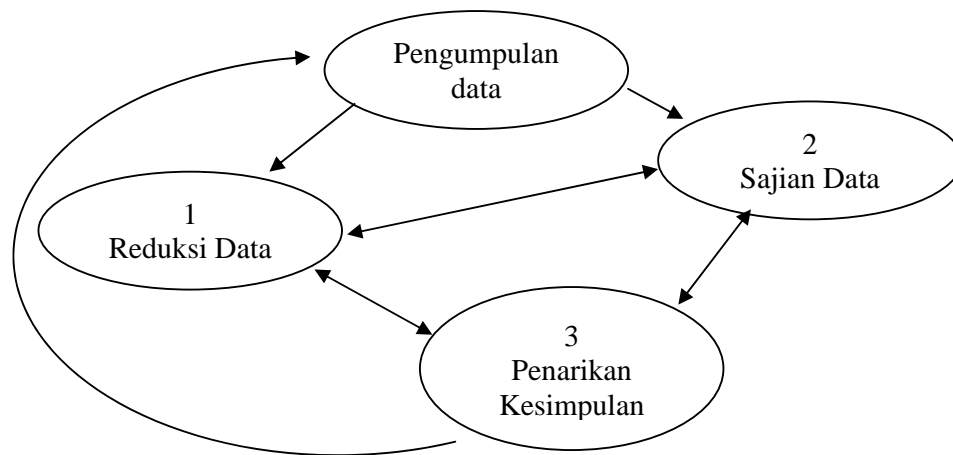 Pengumpulan
data
2
Sajian Data
1
Reduksi Data
3
Penarikan
Kesimpulan